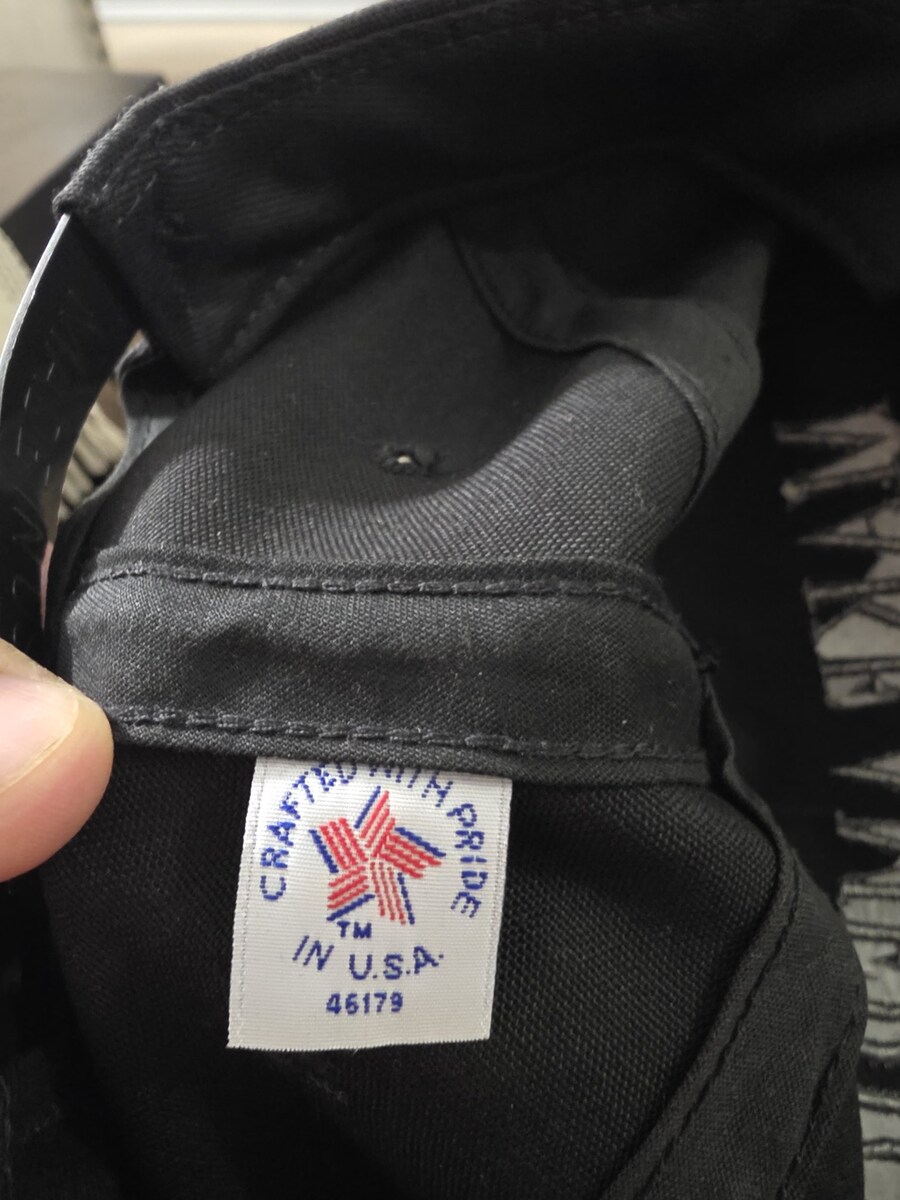 CRAFTED WITH PRIDE
TM
IN U.S.A.
46179